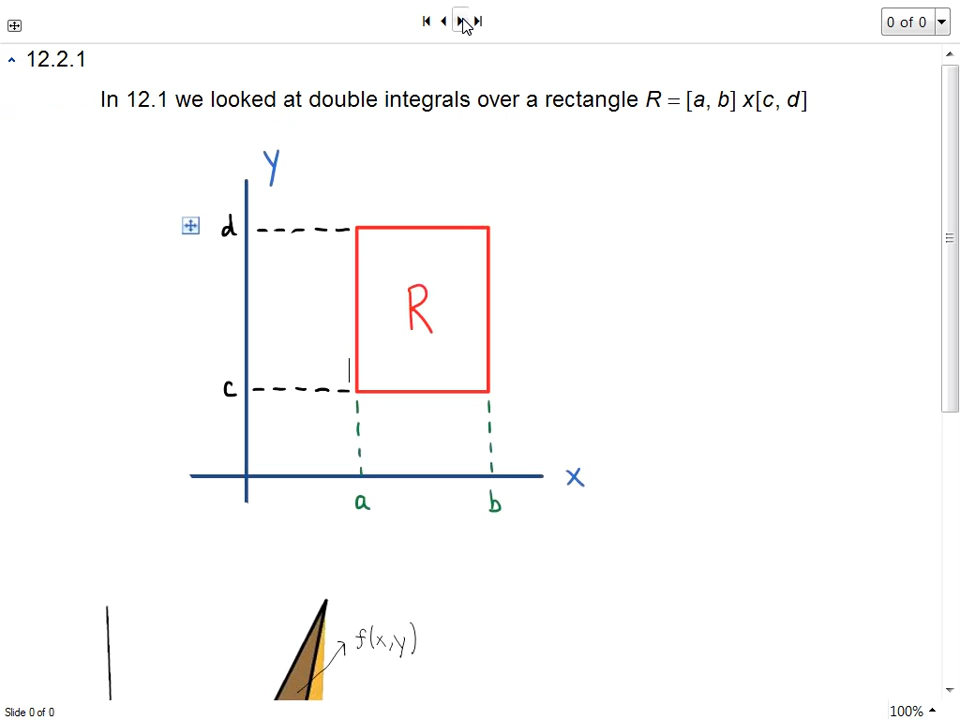 0 of 0
12.2.1
In 12.1 we looked at double integrals over a rectangle R = [a, b] x[c, d]
y
d
R
c
x
a
b
f(x,y)
Slide 0 of 0
100%